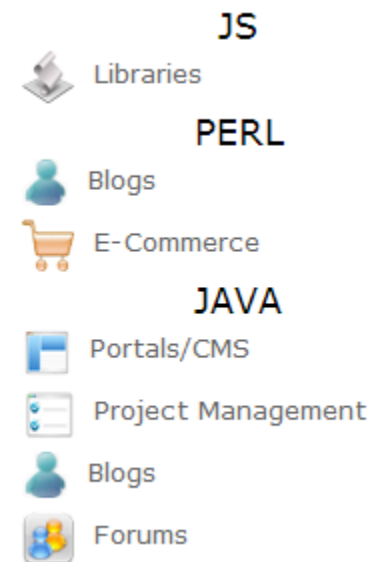 JS
Libraries
PERL
Blogs
E-Commerce
JAVA
Portals/CMS
Project Management
Blogs
Forums